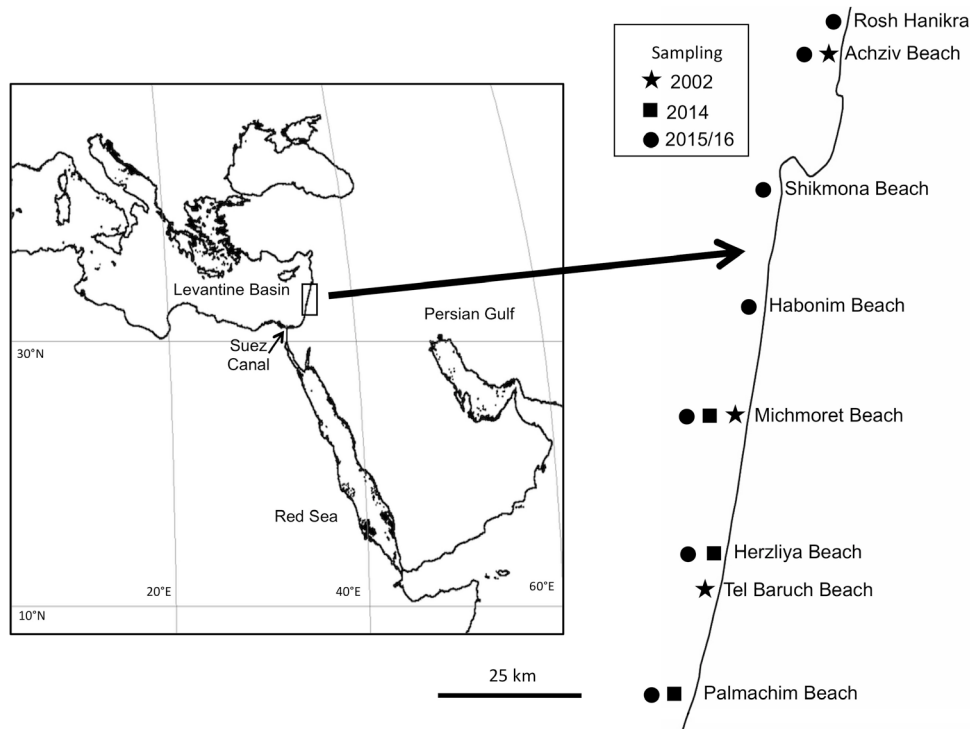 Rosh Hanikra
Achziv Beach
Sampling
2002
2014
2015/16
Shikmona Beach
Levantine Basin
Habonim Beach
Persian Gulf
Suez
Canal
30°N
Michmoret Beach
Red Sea
Herzliya Beach
Tel Baruch Beach
20°E
40°E
60°E
10°N
25 km
Palmachim Beach